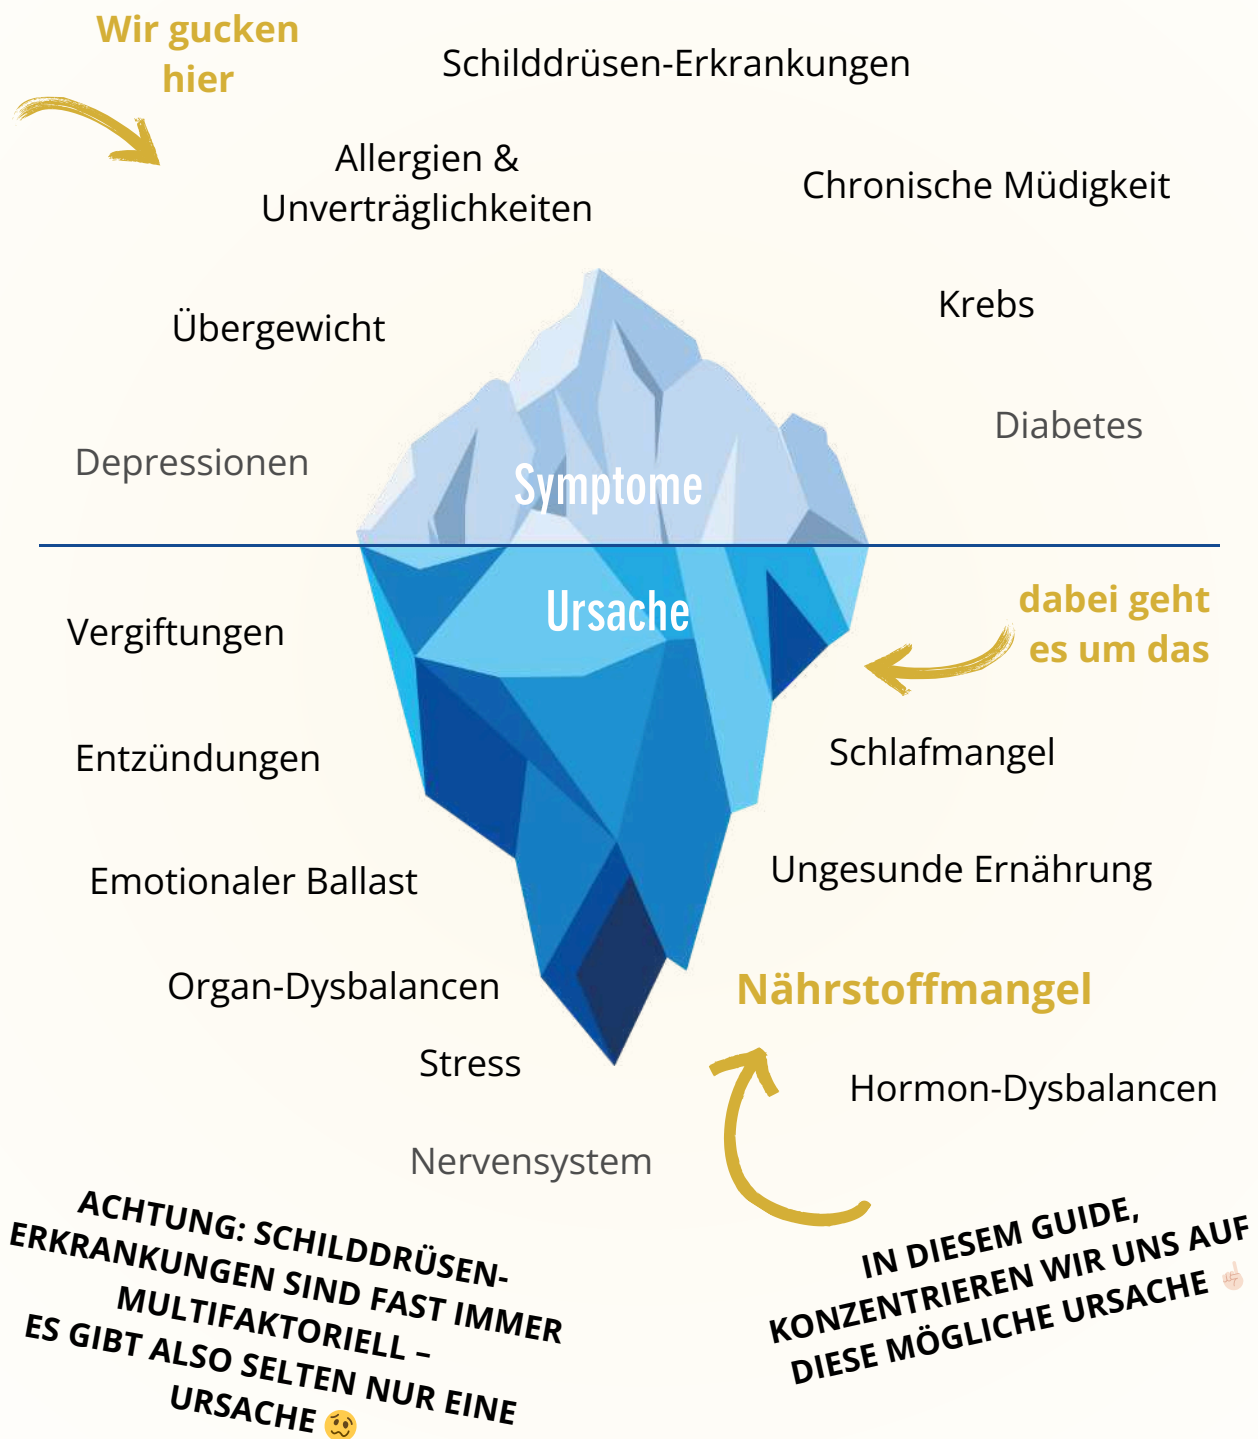 Wir gucken
hier
Schilddrüsen-Erkrankungen
Allergien &
Unverträglichkeiten
Chronische Müdigkeit
Übergewicht
Krebs
Diabetes
Depressionen
Symptome
Ursache
dabei geht
es um das
Vergiftungen
Entzündungen
Schlafmangel
Emotionaler Ballast
Ungesunde Ernährung
Organ-Dysbalancen
Nährstoffmangel
Stress
Hormon-Dysbalancen
Nervensystem
ACHTUNG: SCHILDDRÜSEN-
ERKRANKUNGEN SIND FAST IMMER
MULTIFAKTORIELL –
ES GIBT ALSO SELTEN NUR EINE
URSACHE 🥴
IN DIESEM GUIDE,
KONZENTRIEREN WIR UNS AUF
DIESE MÖGLICHE URSACHE ☝🏻